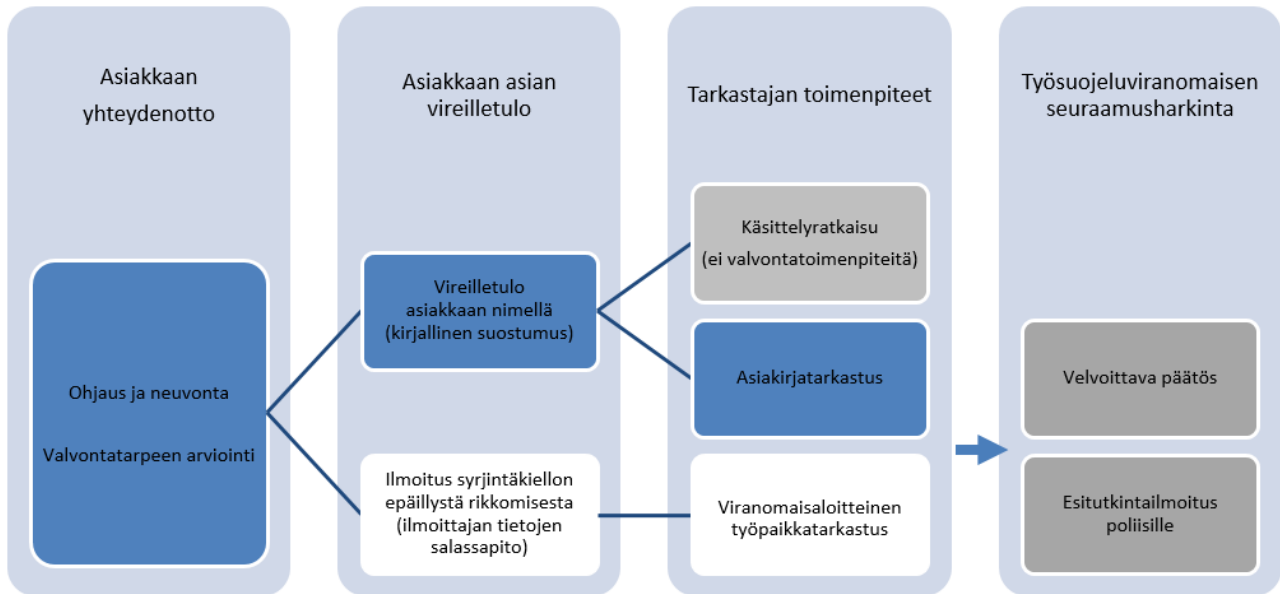 Asiakkaan
yhteydenotto
Ohjaus ja neuvonta
Valvontatarpeen arviointi
Asiakkaan asian
vireilletulo
Vireilletulo
asiakkaan nimellä
(kirjallinen suostumus)
Ilmoitus syrjintäkiellon
epäillystä rikkomisesta
(ilmoittajan tietojen
salassapito)
Tarkastajan toimenpiteet
Käsittelyratkaisu
(ei valvontatoimenpiteitä)
Asiakirjatarkastus
Viranomaisaloitteinen
työpaikkatarkastus
Työsuojeluviranomaisen
seuraamusharkinta
Velvoittava päätös
Esitutkintailmoitus
poliisille